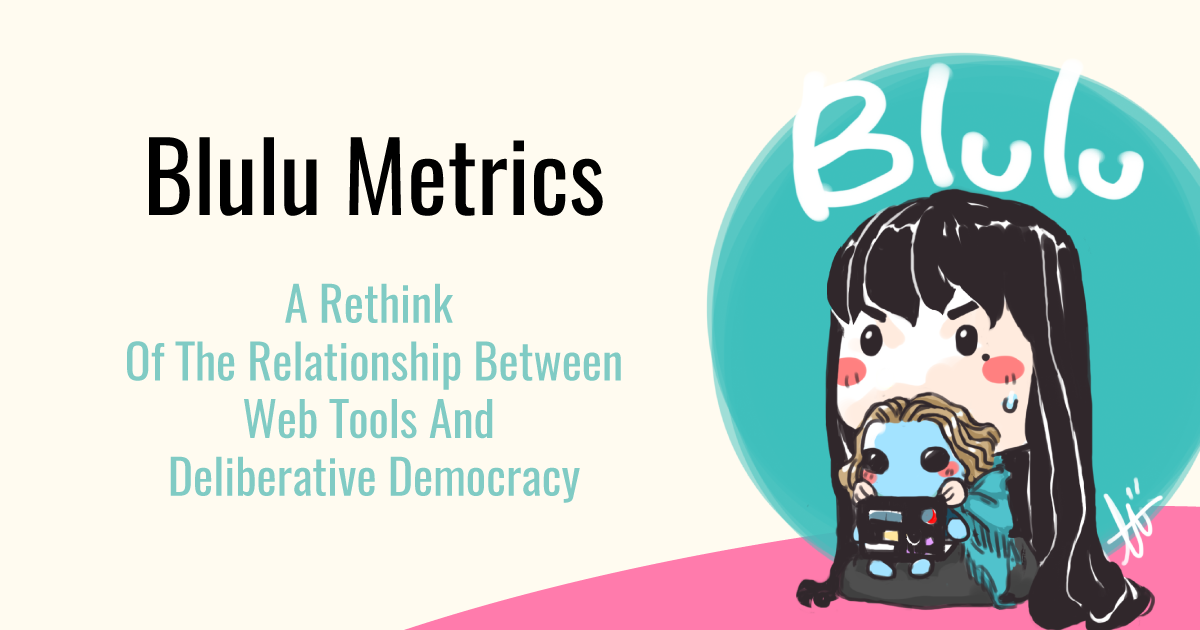 Blulu Metrics
A Rethink
Of The Relationship Between
Web Tools And
Deliberative Democracy
Blulu